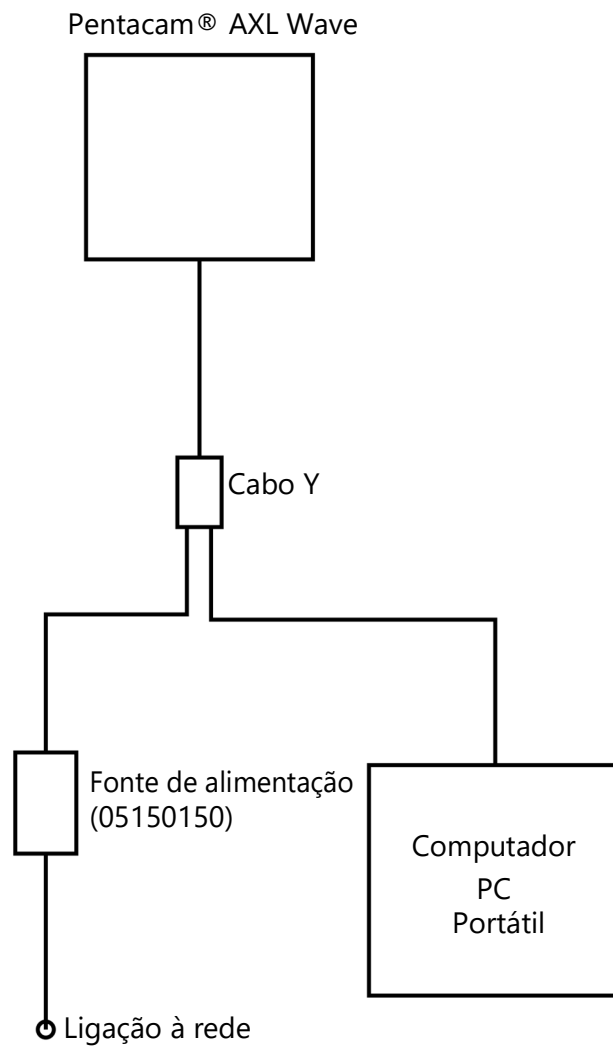 Pentacam® AXL Wave
Cabo Y
Fonte de alimentação
(05150150)
Computador
PC
Portátil
Ligação à rede